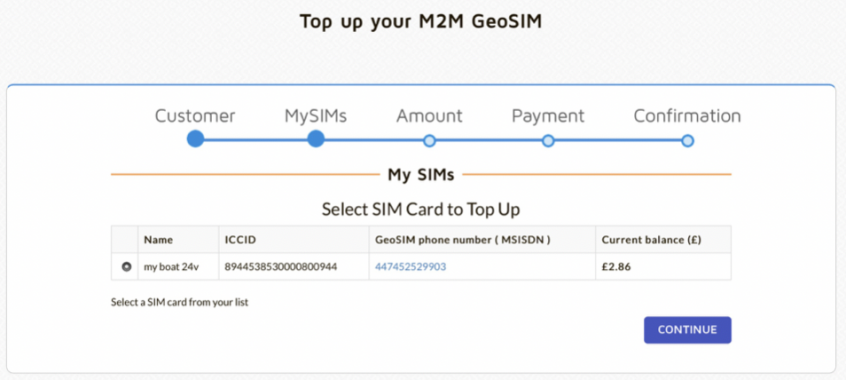 Top up your M2M GeoSIM
Customer MySIMs Amount Payment Confirmation
My SIMs
Select SIM Card to Top Up
Name ICCID GeoSIM phone number ( MSISDN ) Current balance (£)
my boat 24v 8944538530000800944 447452529903 £2.86
Select a SIM card from your list
CONTINUE